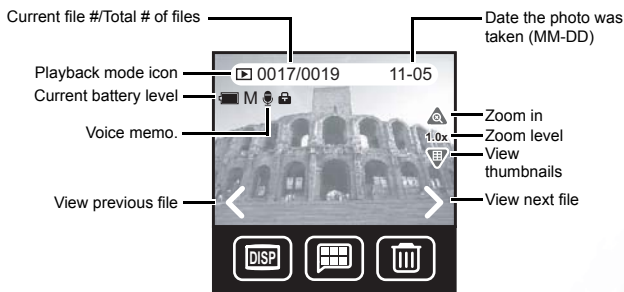 Current file #/Total # of files
Date the photo was
taken (MM-DD)
Playback mode icon
0017/0019
11-05
Current battery level
M
Voice memo.
Zoom in
1.0x
Zoom level
View
thumbnails
View previous file
View next file
DISP